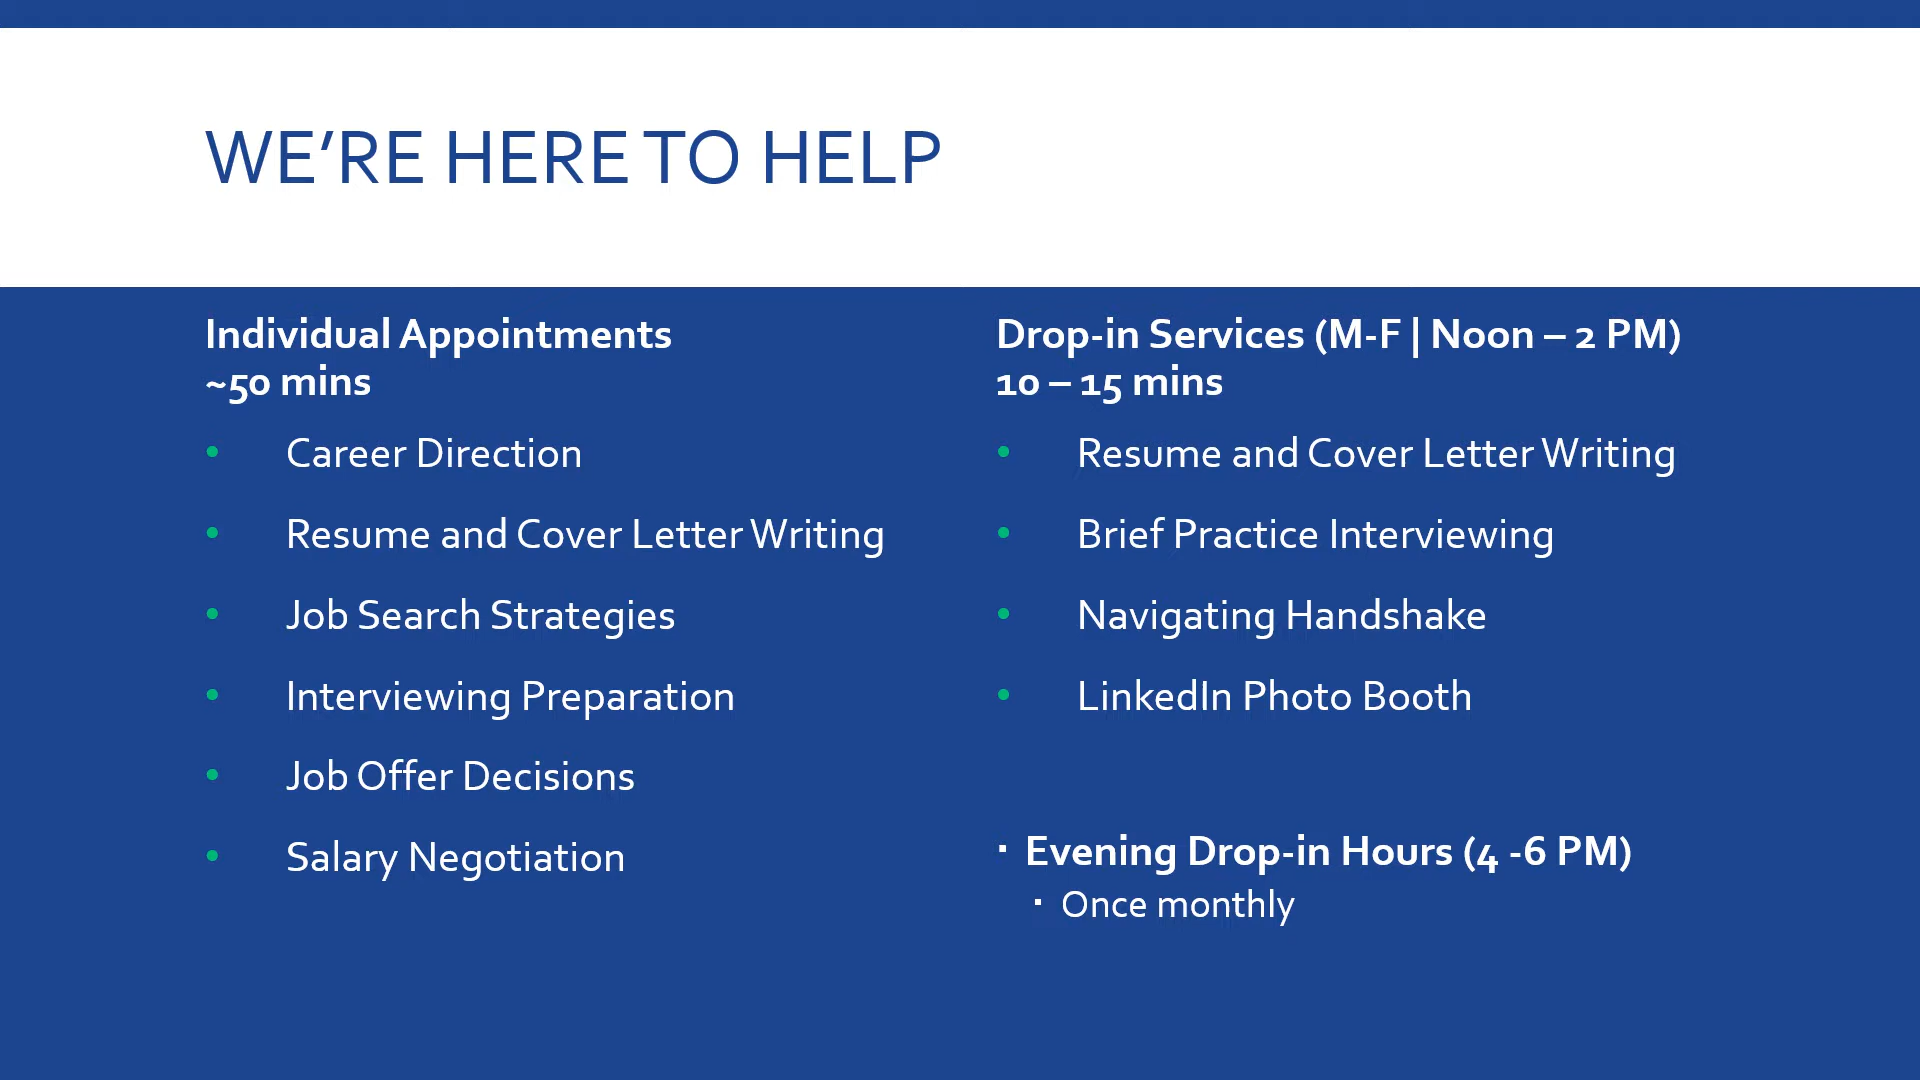 WE’RE HERE TO HELP
Individual Appointments
~50 mins
• Career Direction
• Resume and Cover Letter Writing
• Job Search Strategies
• Interviewing Preparation
• Job Offer Decisions
• Salary Negotiation
Drop-in Services (M-F | Noon – 2 PM)
10 – 15 mins
• Resume and Cover Letter Writing
• Brief Practice Interviewing
• Navigating Handshake
• LinkedIn Photo Booth
▪ Evening Drop-in Hours (4 -6 PM)
▪ Once monthly